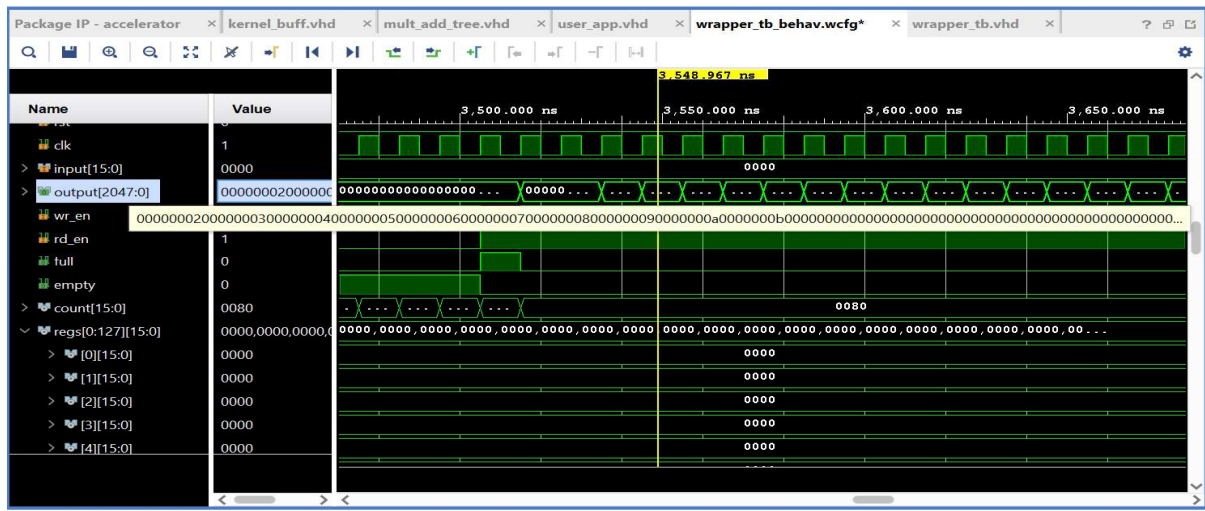 Package IP - accelerator × kernel_buff.vhd × mult_add_tree.vhd × user_app.vhd × wrapper_tb_behav.wcfg* × wrapper_tb.vhd ×
3,548.967 ns
Name Value 3,500.000 ns 3,550.000 ns 3,600.000 ns 3,650.000 ns
clk 1
input[15:0] 0000 0000
output[2047:0] 00000002000000 0000000000000000... 00000... ... ... ... ... ... ... ... ... ... ... ... ... ... ...
wr_en
rd_en 1
full 0
empty 0
count[15:0] 0080 ... ... ... ... 0080
regs[0:127][15:0] 0000,0000,0000,0 0000,0000,0000,0000,0000,0000,0000,0000 0000,0000,0000,0000,0000,0000,0000,0000,0000,0000,00...
[0][15:0] 0000 0000
[1][15:0] 0000 0000
[2][15:0] 0000 0000
[3][15:0] 0000 0000
[4][15:0] 0000 0000